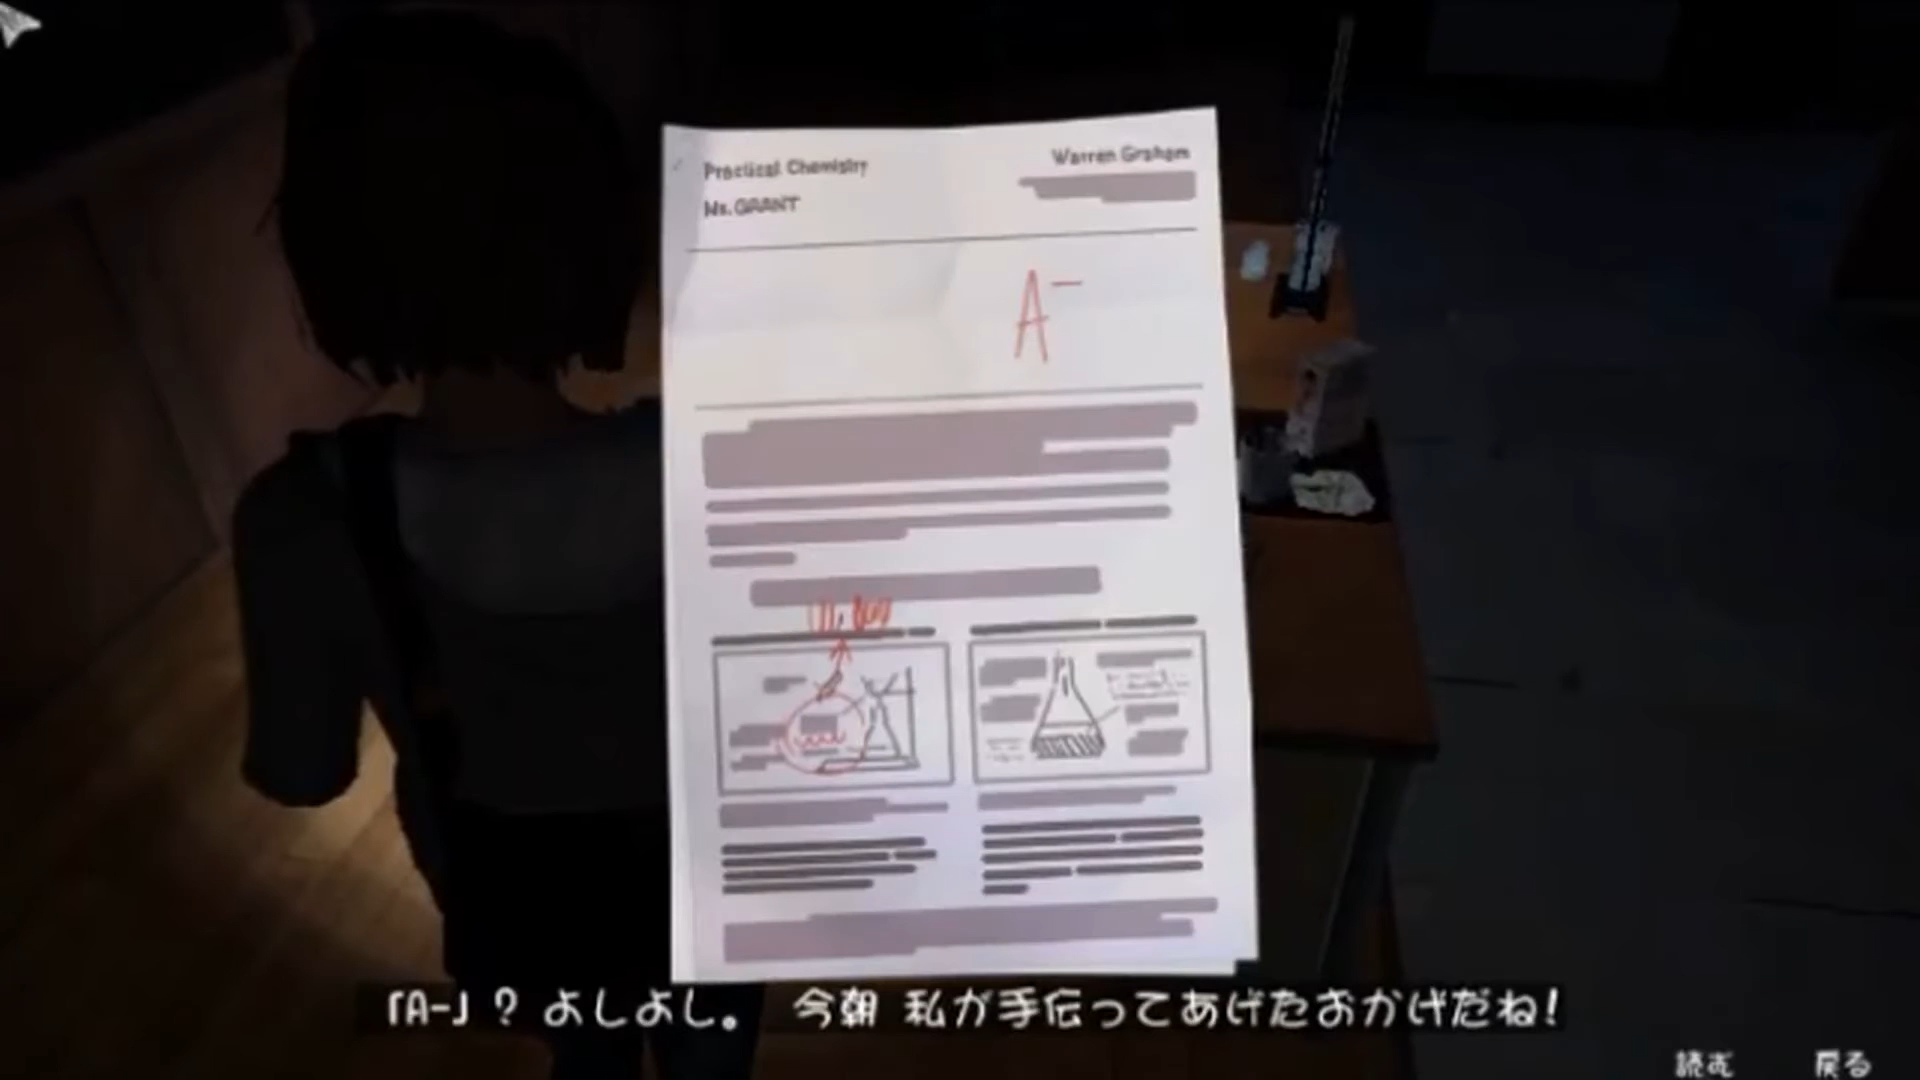 Practical Chemistry
Warren Graham
Ms. GRANT
A-
「A-」? よしよし。 今朝 私が手伝ってあげたおかげだね!
読む 戻る